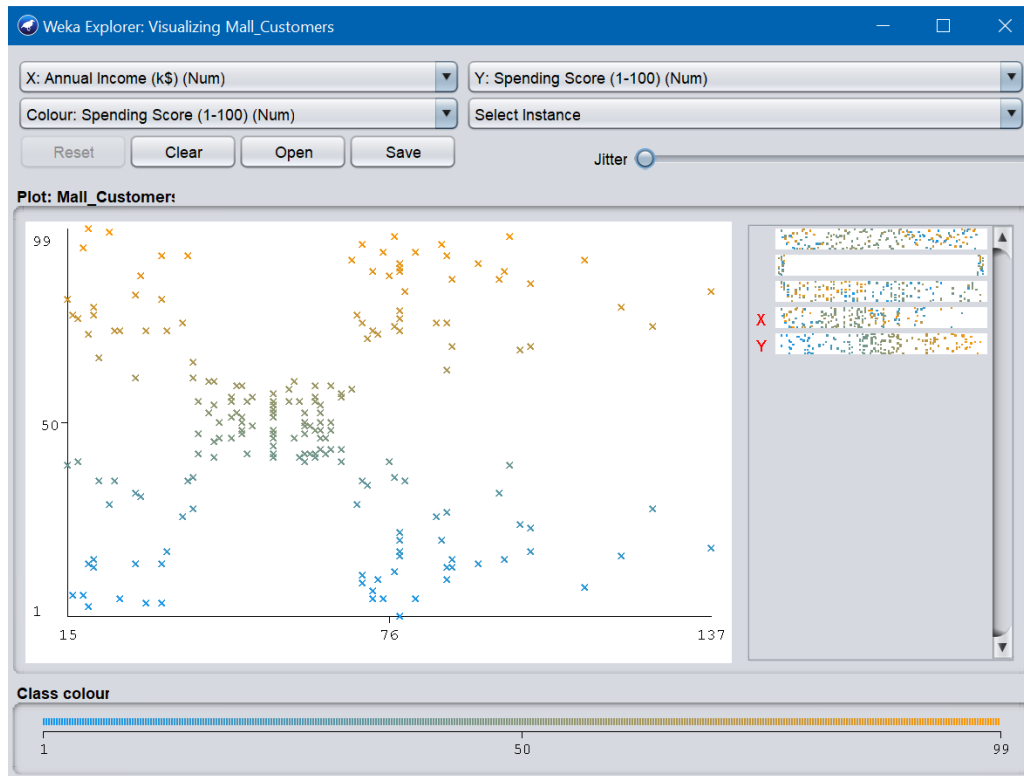 Weka Explorer: Visualizing Mall_Customers
X: Annual Income (k$) (Num)
Y: Spending Score (1-100) (Num)
Colour: Spending Score (1-100) (Num)
Select Instance
Reset
Clear
Open
Save
Jitter
Plot: Mall_Customers
99
50
1
15
76
137
X
Y
Class colour
1
50
99